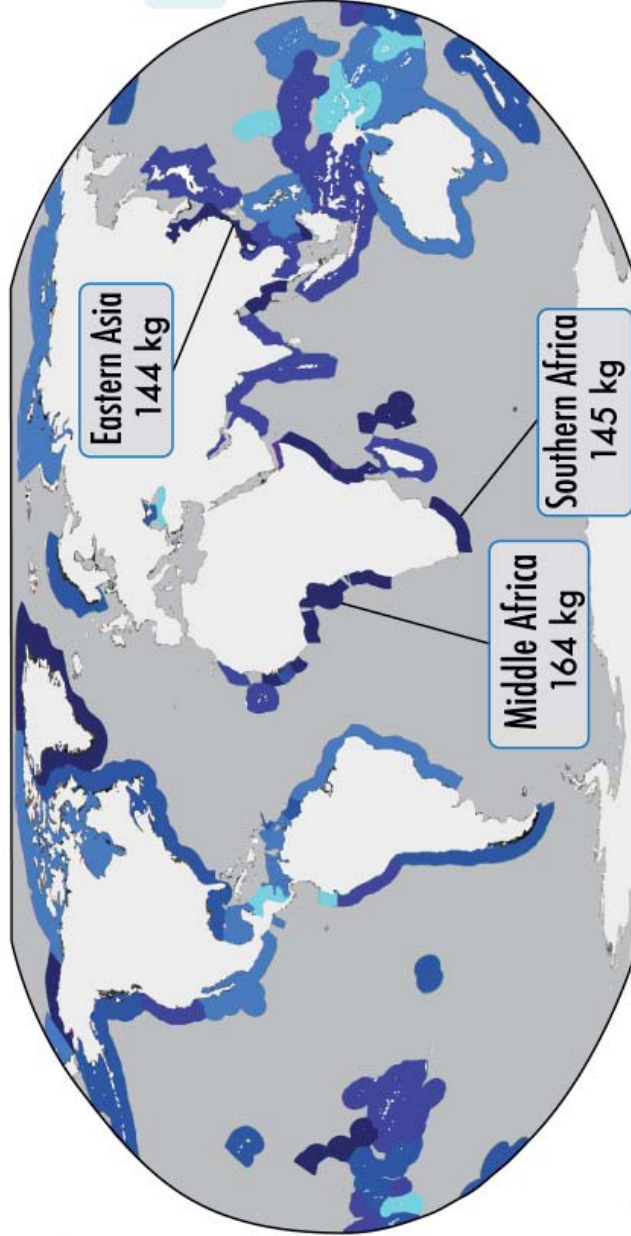 Eastern Asia
144 kg
Middle Africa
164 kg
Southern Africa
145 kg